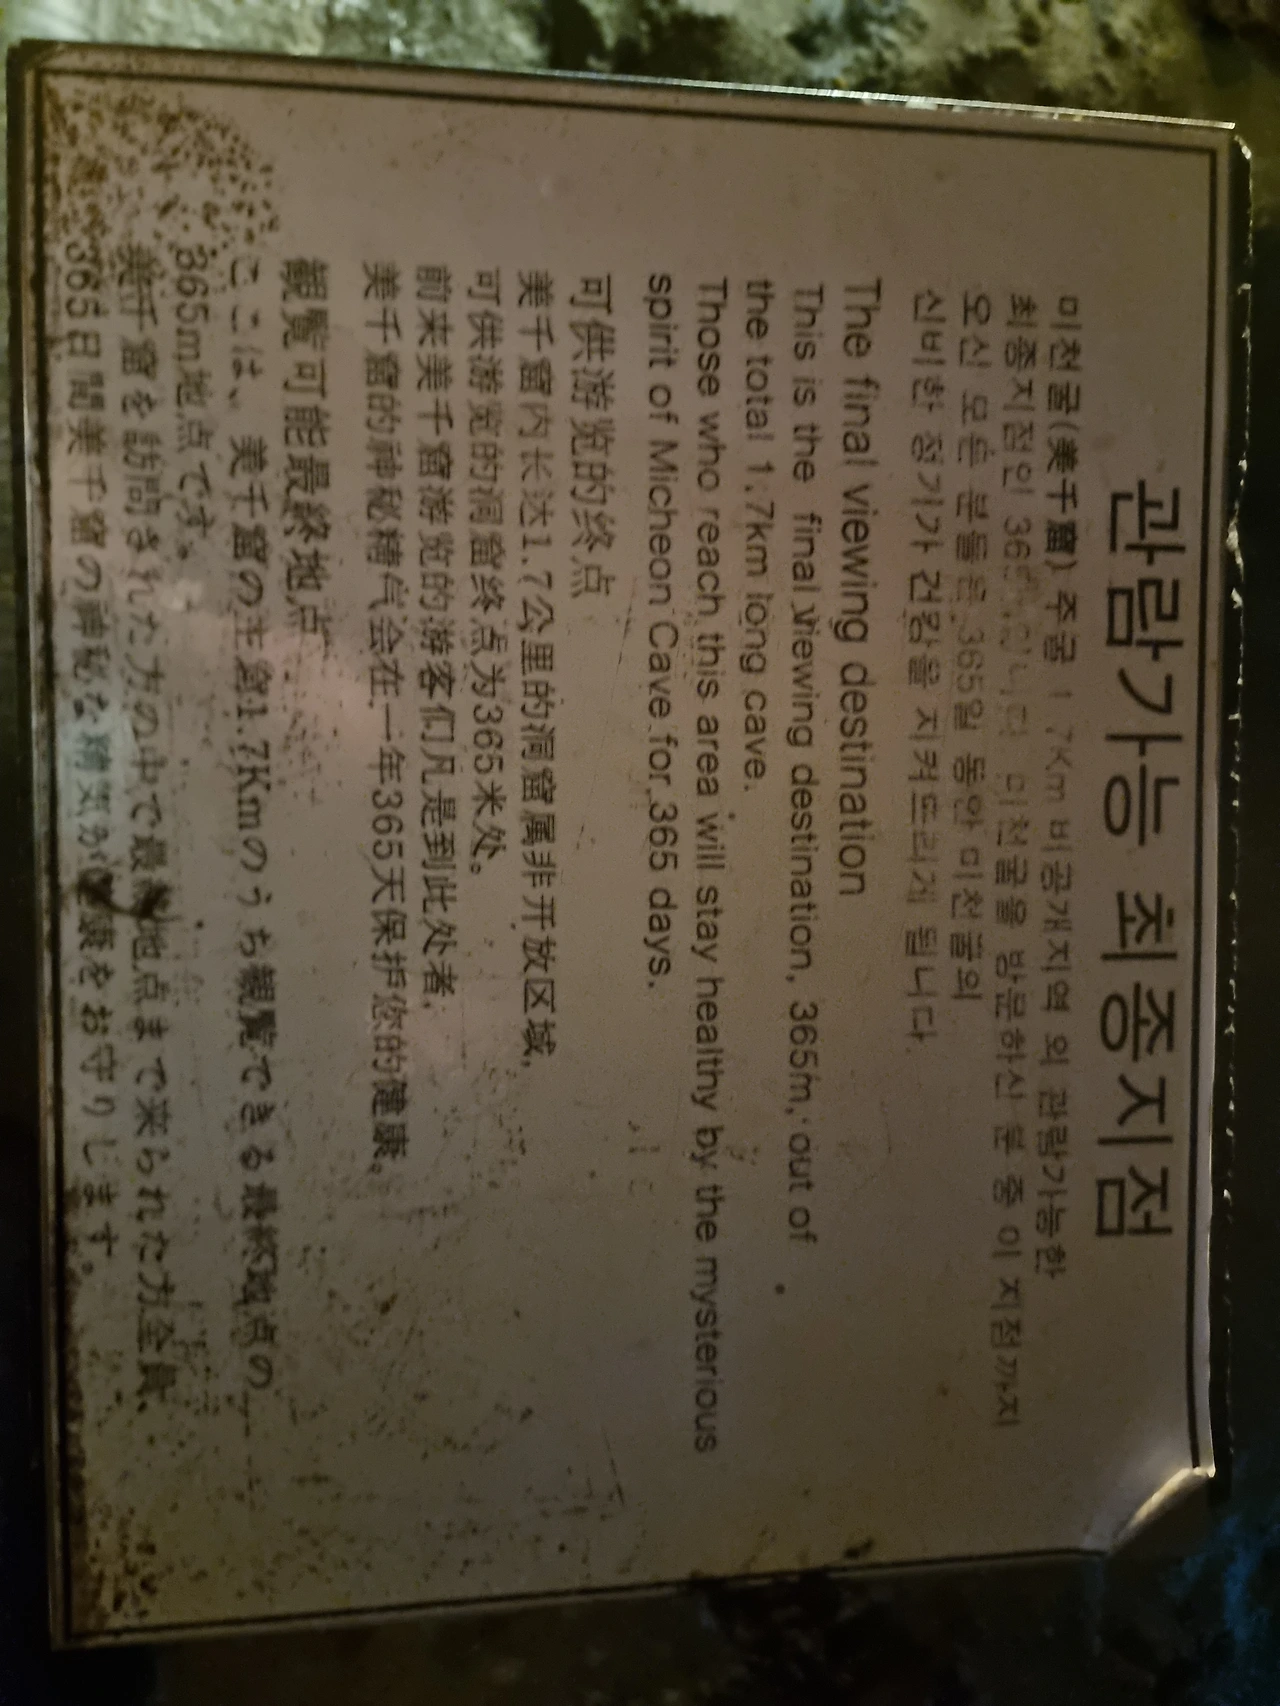 관람가능 최종지점
미천굴(美千窟) 주굴 1.7Km 비공개지역 외 관람가능한
최종지점인 365m입니다. 미천굴을 방문하신 분 중 이 지점까지
오신 모든 분들은 365일 동안 미천굴의
신비한 정기가 건강을 지켜드리게 됩니다.
The final viewing destination
This is the final viewing destination, 365m, out of
the total 1.7km long cave.
Those who reach this area will stay healthy by the mysterious
spirit of Micheon Cave for 365 days.
可供游览的终点
美千窟内长达1.7公里的洞窟属非开放区域,
可供游览的洞窟终点为365米处。
前来美千窟游览的游客们凡是到此处者,
美千窟的神秘精气会在一年365天保护您的健康。
観覧可能最終地点
ここは、美千窟の主窟1.7Kmのうち観覧できる最終地点の
365m地点です。
美千窟を訪問された方の中で最終地点まで来られた方全員、
365日間美千窟の神秘な精気が健康をお守りします。